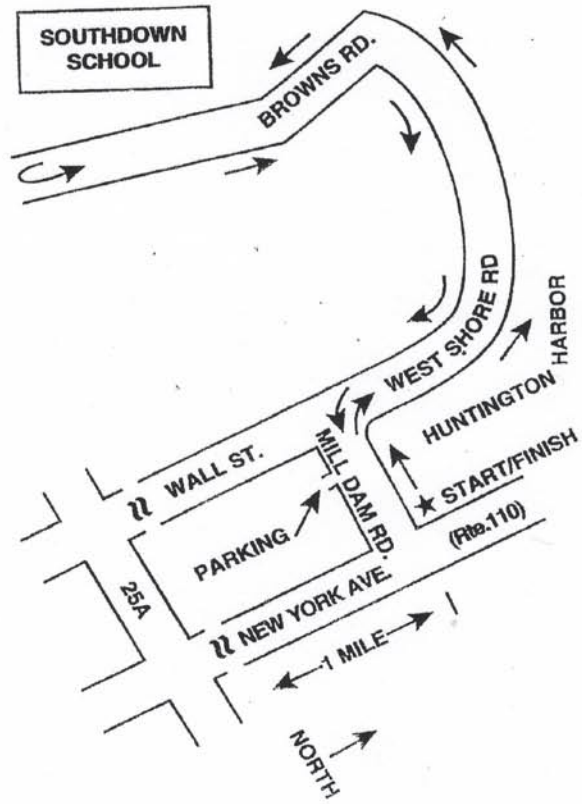 SOUTHDOWN
SCHOOL
BROWNS RD.
WEST SHORE RD
HARBOR
HUNTINGTON
START/FINISH
WALL ST.
MILL DAM RD.
(Rte.110)
PARKING
25A
NEW YORK AVE.
1 MILE
NORTH